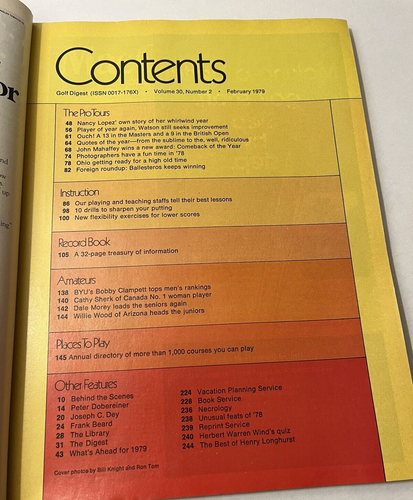 Contents
Golf Digest (ISSN 0017-176X) • Volume 30, Number 2 • February 1979
The Pro Tours
48 Nancy Lopez' own story of her whirlwind year
56 Player of year again, Watson still seeks improvement
61 Ouch! A 13 in the Masters and a 9 in the British Open
64 Quotes of the year—from the sublime to the, well, ridiculous
68 John Mahaffey wins a new award: Comeback of the Year
74 Photographers have a fun time in '78
78 Ohio getting ready for a high old time
82 Foreign roundup: Ballesteros keeps winning
Instruction
86 Our playing and teaching staffs tell their best lessons
98 10 drills to sharpen your putting
100 New flexibility exercises for lower scores
Record Book
105 A 32-page treasury of information
Amateurs
138 BYU's Bobby Clampett tops men's rankings
140 Cathy Sherk of Canada No. 1 woman player
142 Dale Morey leads the seniors again
144 Willie Wood of Arizona heads the juniors
Places To Play
145 Annual directory of more than 1,000 courses you can play
Other Features
10 Behind the Scenes
14 Peter Dobereiner
20 Joseph C. Dey
24 Frank Beard
28 The Library
31 The Digest
43 What's Ahead for 1979
224 Vacation Planning Service
228 Book Service
236 Necrology
238 Unusual feats of '78
239 Reprint Service
240 Herbert Warren Wind's quiz
244 The Best of Henry Longhurst
Cover photos by Bill Knight and Ron Tom